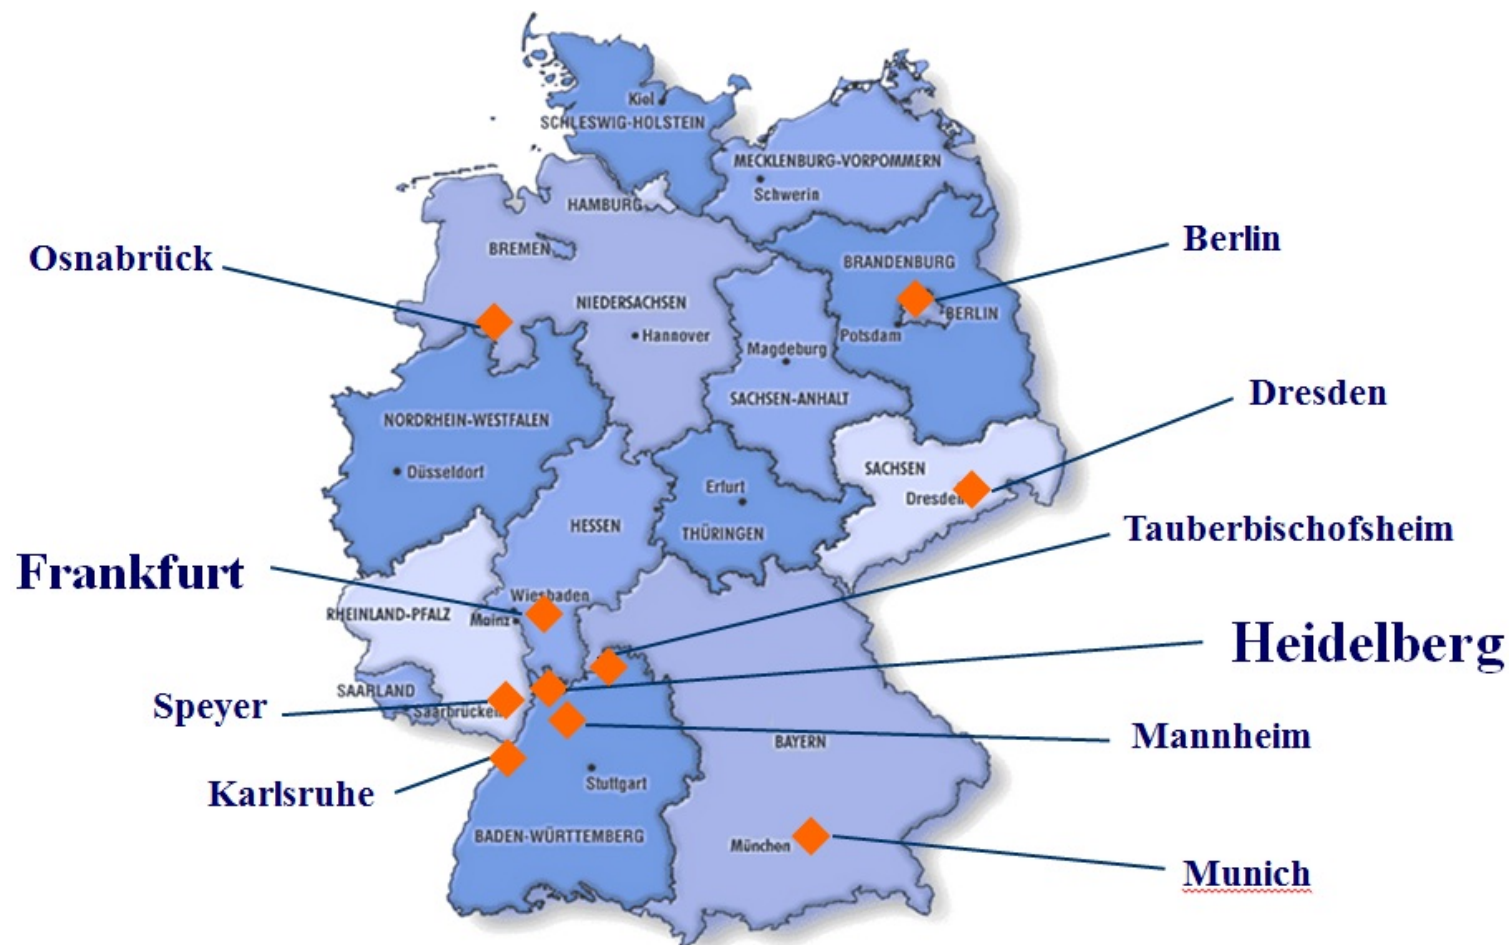 Kiel
SCHLESWIG-HOLSTEIN
MECKLENBURG-VORPOMMERN
Schwerin
HAMBURG
Osnabrück
BREMEN
Berlin
BRANDENBURG
NIEDERSACHSEN
BERLIN
Hannover
Potsdam
Magdeburg
Dresden
SACHSEN-ANHALT
NORDRHEIN-WESTFALEN
SACHSEN
Düsseldorf
Erfurt
Dresden
HESSEN
THÜRINGEN
Tauberbischofsheim
Frankfurt
Wiesbaden
RHEINLAND-PFALZ
Mainz
Heidelberg
SAARLAND
Speyer
Saarbrücken
Mannheim
BAYERN
Karlsruhe
Stuttgart
BADEN-WÜRTTEMBERG
München
Munich